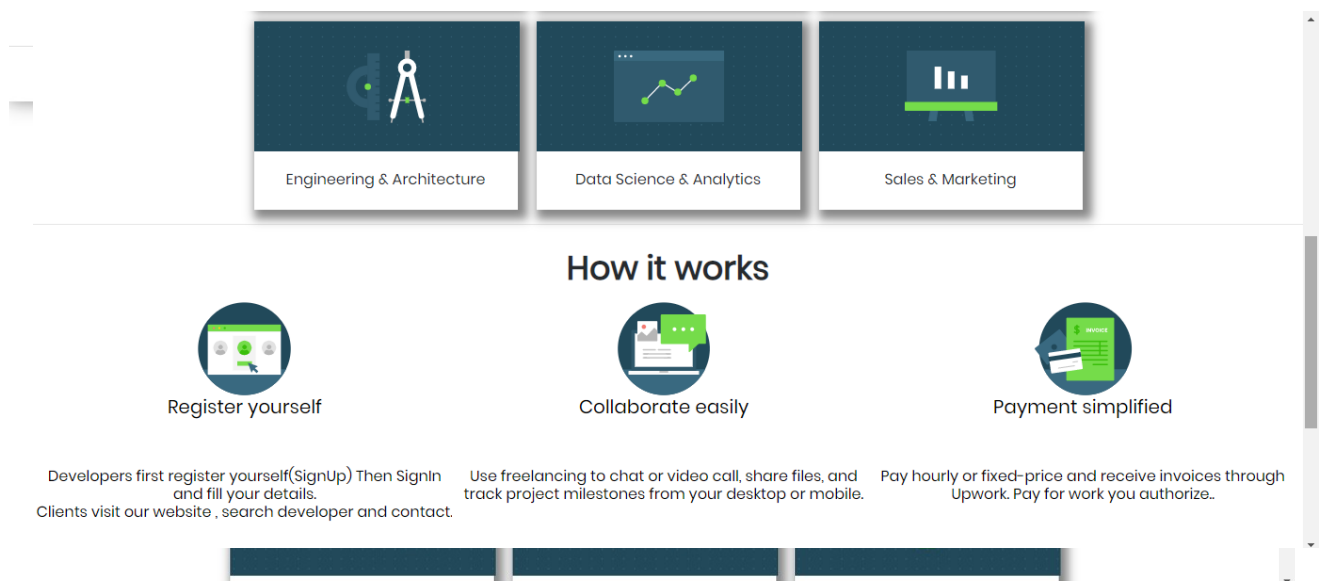 Engineering & Architecture
Data Science & Analytics
Sales & Marketing
How it works
INVOICE
Register yourself
Collaborate easily
Payment simplified
Developers first register yourself(SignUp) Then SignIn
and fill your details.
Clients visit our website , search developer and contact.
Use freelancing to chat or video call, share files, and
track project milestones from your desktop or mobile.
Pay hourly or fixed-price and receive invoices through
Upwork. Pay for work you authorize..